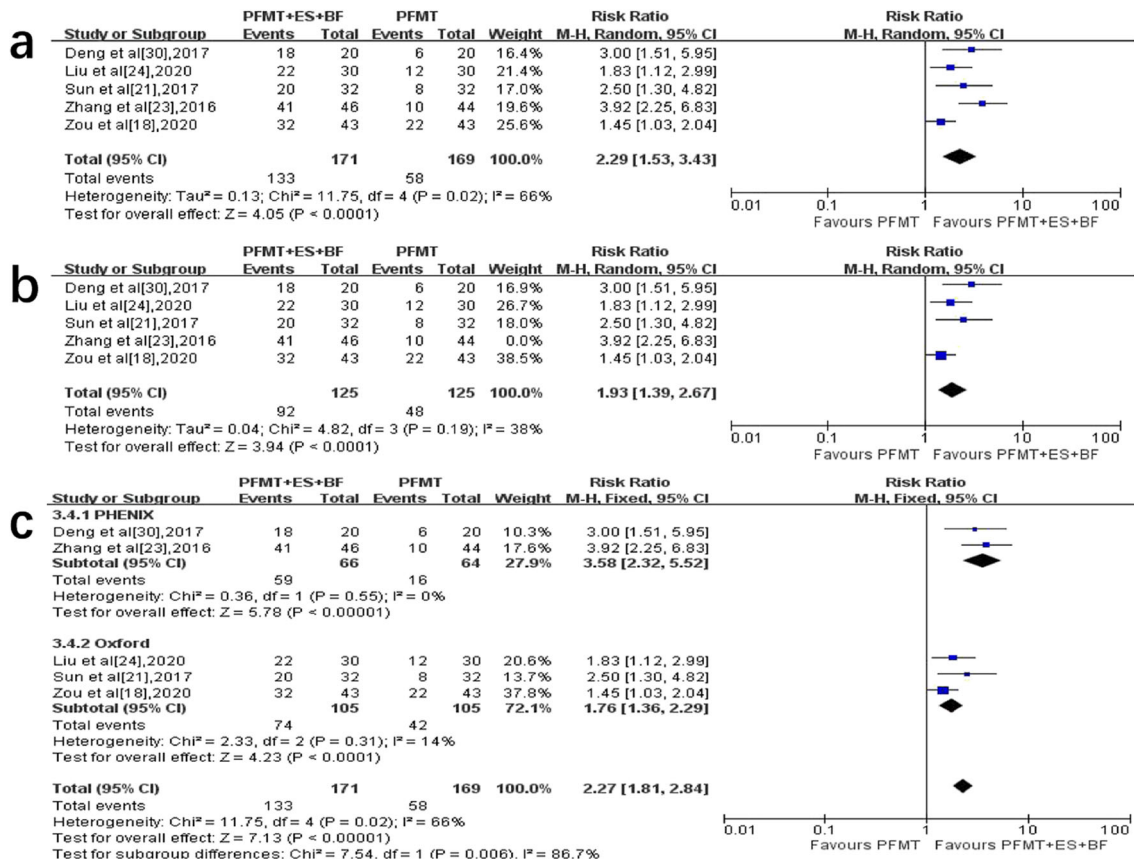 a
PFMT+ES+BF PFMT Risk Ratio Risk Ratio
Study or Subgroup Events Total Events Total Weight M-H, Random, 95% CI M-H, Random, 95% CI
Deng et al[30],2017 18 20 6 20 16.4% 3.00 [1.51, 5.95]
Liu et al[24],2020 22 30 12 30 21.4% 1.83 [1.12, 2.99]
Sun et al[21],2017 20 32 8 32 17.0% 2.50 [1.30, 4.82]
Zhang et al[23],2016 41 46 10 44 19.6% 3.92 [2.25, 6.83]
Zou et al[18],2020 32 43 22 43 25.6% 1.45 [1.03, 2.04]
Total (95% CI) 171 169 100.0% 2.29 [1.53, 3.43]
Total events 133 58
Heterogeneity: Tau² = 0.13; Chi² = 11.75, df = 4 (P = 0.02); I² = 66%
Test for overall effect: Z = 4.05 (P < 0.0001)
0.01 0.1 1 10 100
Favours PFMT Favours PFMT+ES+BF
b
PFMT+ES+BF PFMT Risk Ratio Risk Ratio
Study or Subgroup Events Total Events Total Weight M-H, Random, 95% CI M-H, Random, 95% CI
Deng et al[30],2017 18 20 6 20 16.9% 3.00 [1.51, 5.95]
Liu et al[24],2020 22 30 12 30 26.7% 1.83 [1.12, 2.99]
Sun et al[21],2017 20 32 8 32 18.0% 2.50 [1.30, 4.82]
Zhang et al[23],2016 41 46 10 44 0.0% 3.92 [2.25, 6.83]
Zou et al[18],2020 32 43 22 43 38.5% 1.45 [1.03, 2.04]
Total (95% CI) 125 125 100.0% 1.93 [1.39, 2.67]
Total events 92 48
Heterogeneity: Tau² = 0.04; Chi² = 4.82, df = 3 (P = 0.19); I² = 38%
Test for overall effect: Z = 3.94 (P < 0.0001)
0.01 0.1 1 10 100
Favours PFMT Favours PFMT+ES+BF
c
PFMT+ES+BF PFMT Risk Ratio Risk Ratio
Study or Subgroup Events Total Events Total Weight M-H, Fixed, 95% CI M-H, Fixed, 95% CI
3.4.1 PHENIX
Deng et al[30],2017 18 20 6 20 10.3% 3.00 [1.51, 5.95]
Zhang et al[23],2016 41 46 10 44 17.6% 3.92 [2.25, 6.83]
Subtotal (95% CI) 66 64 27.9% 3.58 [2.32, 5.52]
Total events 59 16
Heterogeneity: Chi² = 0.36, df = 1 (P = 0.55); I² = 0%
Test for overall effect: Z = 5.78 (P < 0.00001)
3.4.2 Oxford
Liu et al[24],2020 22 30 12 30 20.6% 1.83 [1.12, 2.99]
Sun et al[21],2017 20 32 8 32 13.7% 2.50 [1.30, 4.82]
Zou et al[18],2020 32 43 22 43 37.8% 1.45 [1.03, 2.04]
Subtotal (95% CI) 105 105 72.1% 1.76 [1.36, 2.29]
Total events 74 42
Heterogeneity: Chi² = 2.33, df = 2 (P = 0.31); I² = 14%
Test for overall effect: Z = 4.23 (P < 0.0001)
Total (95% CI) 171 169 100.0% 2.27 [1.81, 2.84]
Total events 133 58
Heterogeneity: Chi² = 11.75, df = 4 (P = 0.02); I² = 66%
Test for overall effect: Z = 7.13 (P < 0.00001)
Test for subgroup differences: Chi² = 7.54, df = 1 (P = 0.006), I² = 86.7%
0.01 0.1 1 10 100
Favours PFMT Favours PFMT+ES+BF